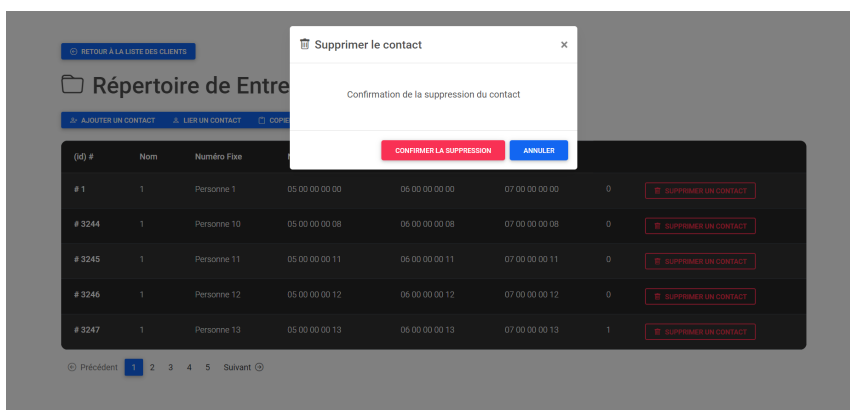 Supprimer le contact ×
RETOUR À LA LISTE DES CLIENTS
Répertoire de Entre
Confirmation de la suppression du contact
AJOUTER UN CONTACT LIER UN CONTACT COPIE
CONFIRMER LA SUPPRESSION ANNULER
(id) # Nom Numéro Fixe
# 1 1 Personne 1 05 00 00 00 00 06 00 00 00 00 07 00 00 00 00 0 SUPPRIMER UN CONTACT
# 3244 1 Personne 10 05 00 00 00 08 06 00 00 00 08 07 00 00 00 08 0 SUPPRIMER UN CONTACT
# 3245 1 Personne 11 05 00 00 00 11 06 00 00 00 11 07 00 00 00 11 0 SUPPRIMER UN CONTACT
# 3246 1 Personne 12 05 00 00 00 12 06 00 00 00 12 07 00 00 00 12 0 SUPPRIMER UN CONTACT
# 3247 1 Personne 13 05 00 00 00 13 06 00 00 00 13 07 00 00 00 13 1 SUPPRIMER UN CONTACT
Précédent 1 2 3 4 5 Suivant